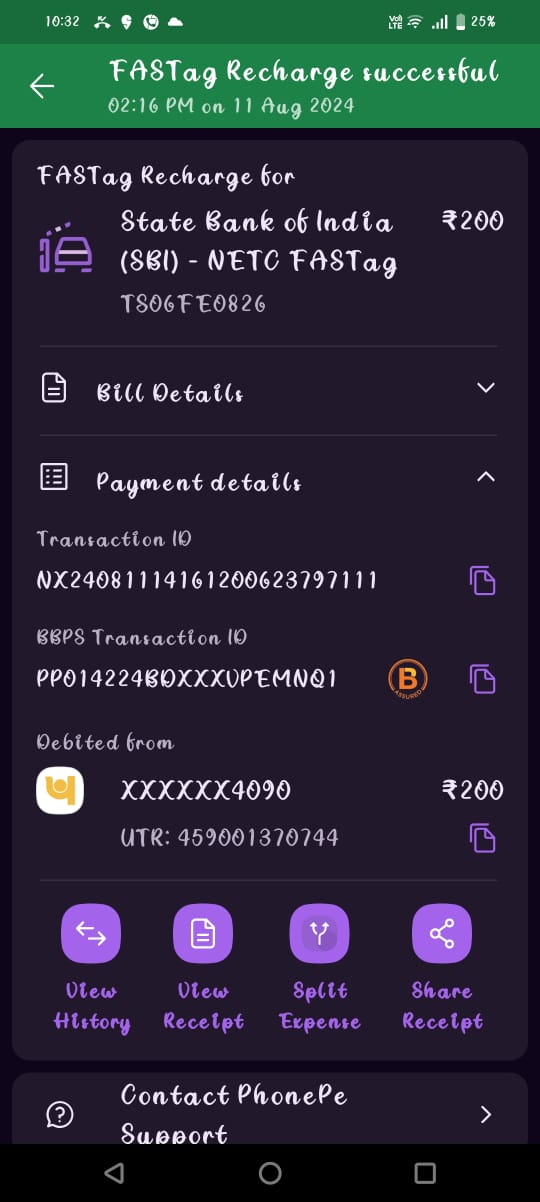 10:32
Vo) LTE
25%
FASTag Recharge successful
02:16 PM on 11 Aug 2024
FASTag Recharge for
State Bank of India ₹200
(SBI) - NETC FASTag
TS06FE0826
Bill Details
Payment details
Transaction ID
NX24081114161200623797111
BBPS Transaction ID
PP014224BDXXXUPEMNQ1
B ASSURED
Debited from
XXXXXX4090 ₹200
UTR: 459001370744
View View Split Share
History Receipt Expense Receipt
Contact PhonePe
Support